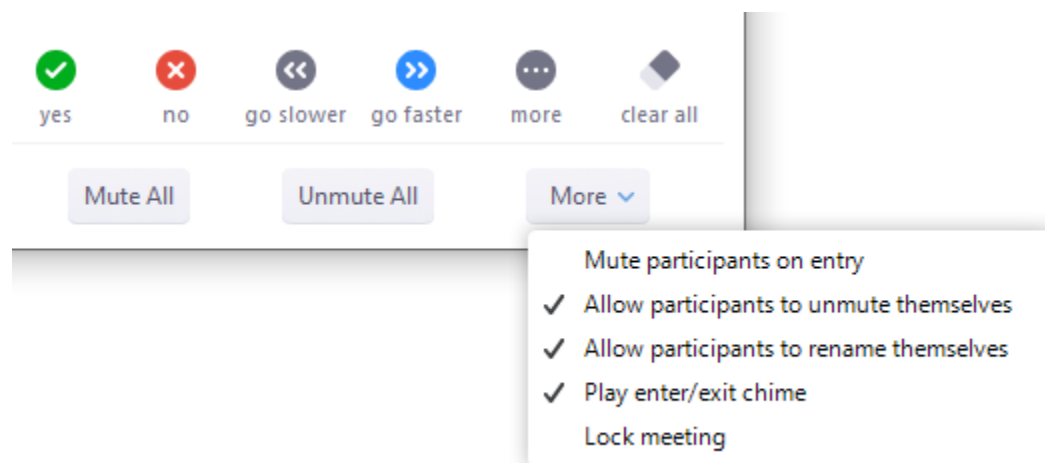 yes no go slower go faster more clear all
Mute All Unmute All More
Mute participants on entry
Allow participants to unmute themselves
Allow participants to rename themselves
Play enter/exit chime
Lock meeting